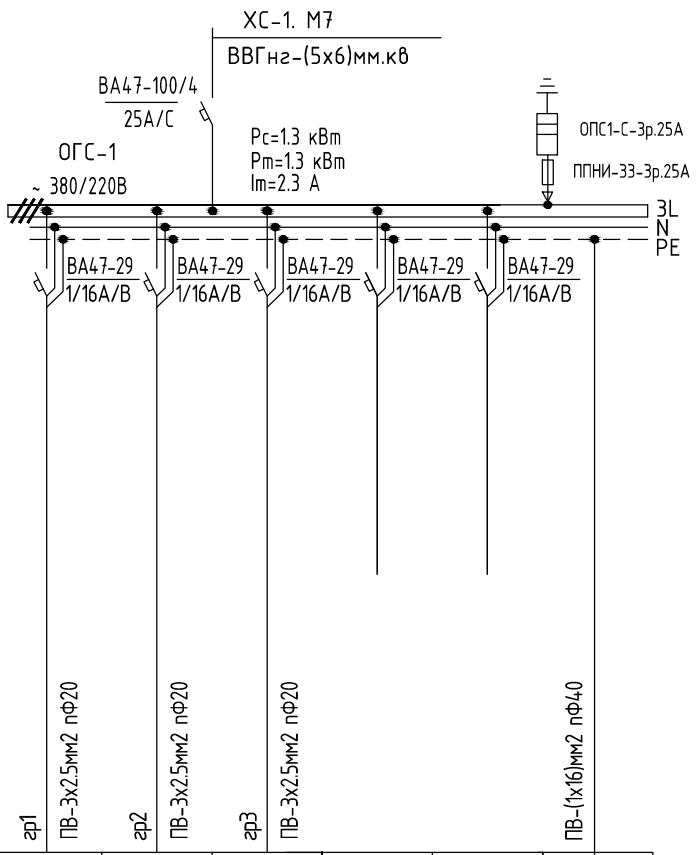 ХС-1. М7
ВВГнг-(5х6)мм.кв
ВА47-100/4
25А/С
ОГС-1
~ 380/220В
Рс=1.3 кВт
Рт=1.3 кВт
Iт=2.3 А
ОПС1-С-3р.25А
ППНИ-33-3р.25А
3L
N
PE
ВА47-29
1/16А/В
ВА47-29
1/16А/В
ВА47-29
1/16А/В
ВА47-29
1/16А/В
ВА47-29
1/16А/В
гр1
ПВ-3х2.5мм2 пФ20
гр2
ПВ-3х2.5мм2 пФ20
гр3
ПВ-3х2.5мм2 пФ20
ПВ-(1х16)мм2 пФ40